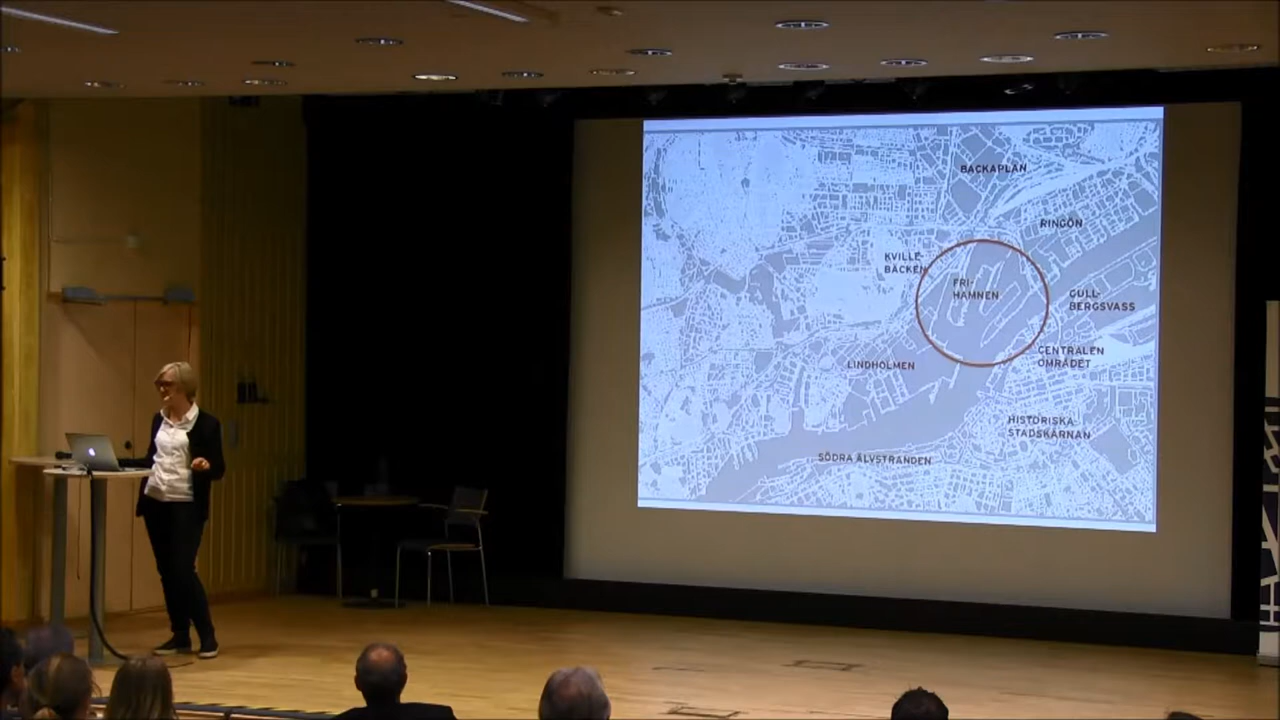 BACKAPLAN
RINGÖN
KVILLE-
BÄCKEN
FRI-
HAMNEN
GULL-
BERGSVASS
CENTRALEN
OMRÅDET
LINDHOLMEN
HISTORISKA
STADSKÄRNAN
SÖDRA ÄLVSTRANDEN